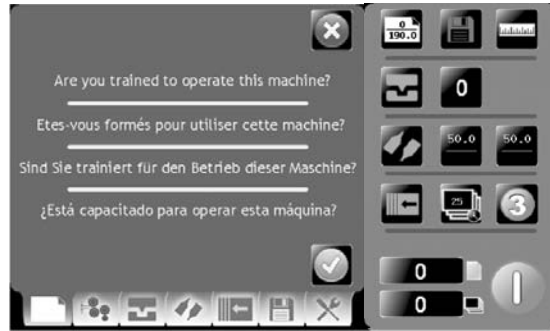 Are you trained to operate this machine?
Etes-vous formés pour utiliser cette machine?
Sind Sie trainiert für den Betrieb dieser Maschine?
¿Está capacitado para operar esta máquina?
0
190.0
0
50.0 50.0
25 3
0
0